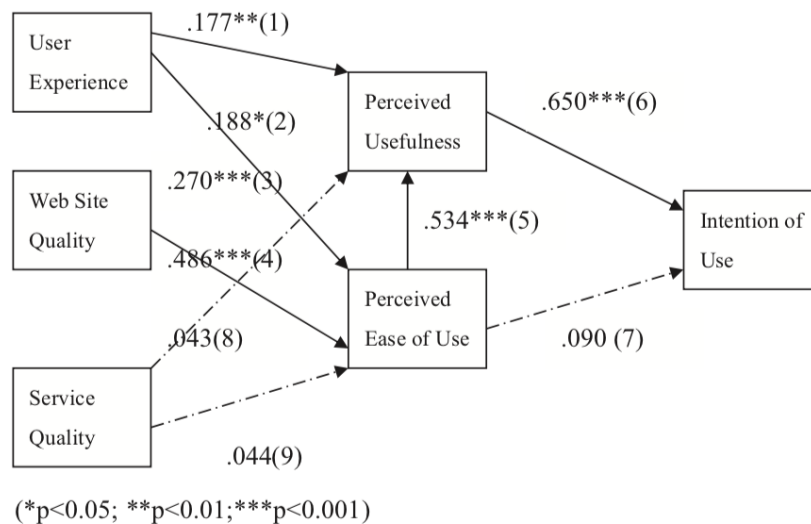 User
Experience
.177**(1)
Perceived
Usefulness
.650***(6)
.188*(2)
.270***(3)
Web Site
Quality
.534***(5)
Intention of
Use
.486***(4)
Perceived
Ease of Use
.043(8)
.090 (7)
Service
Quality
.044(9)
(*p<0.05; **p<0.01;***p<0.001)